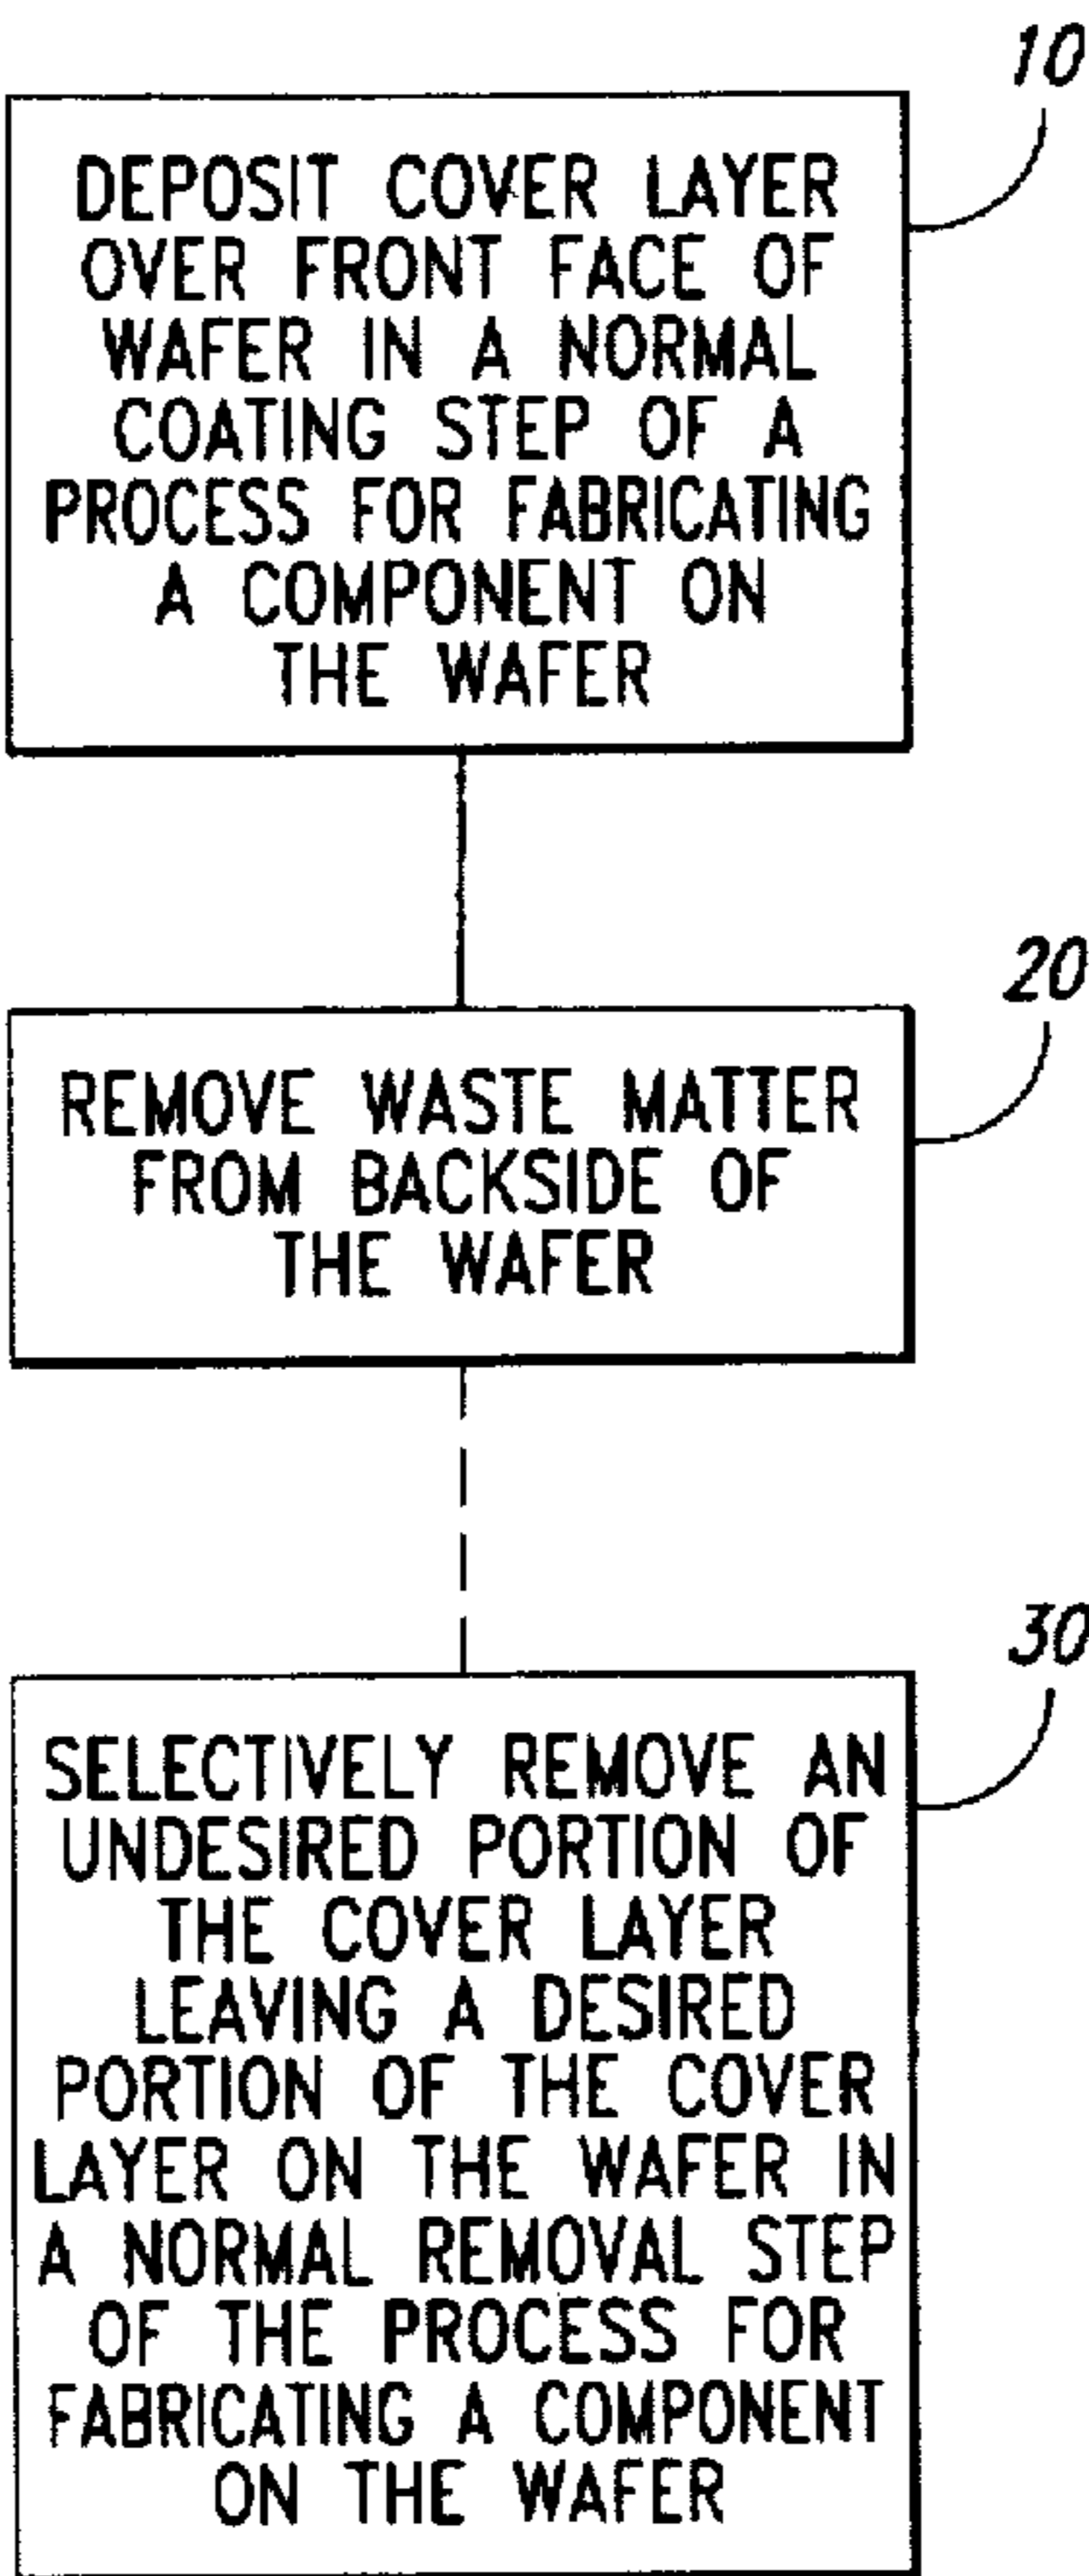 10
DEPOSIT COVER LAYER
OVER FRONT FACE OF
WAFER IN A NORMAL
COATING STEP OF A
PROCESS FOR FABRICATING
A COMPONENT ON
THE WAFER
20
REMOVE WASTE MATTER
FROM BACKSIDE OF
THE WAFER
30
SELECTIVELY REMOVE AN
UNDESIRED PORTION OF
THE COVER LAYER
LEAVING A DESIRED
PORTION OF THE COVER
LAYER ON THE WAFER IN
A NORMAL REMOVAL STEP
OF THE PROCESS FOR
FABRICATING A COMPONENT
ON THE WAFER